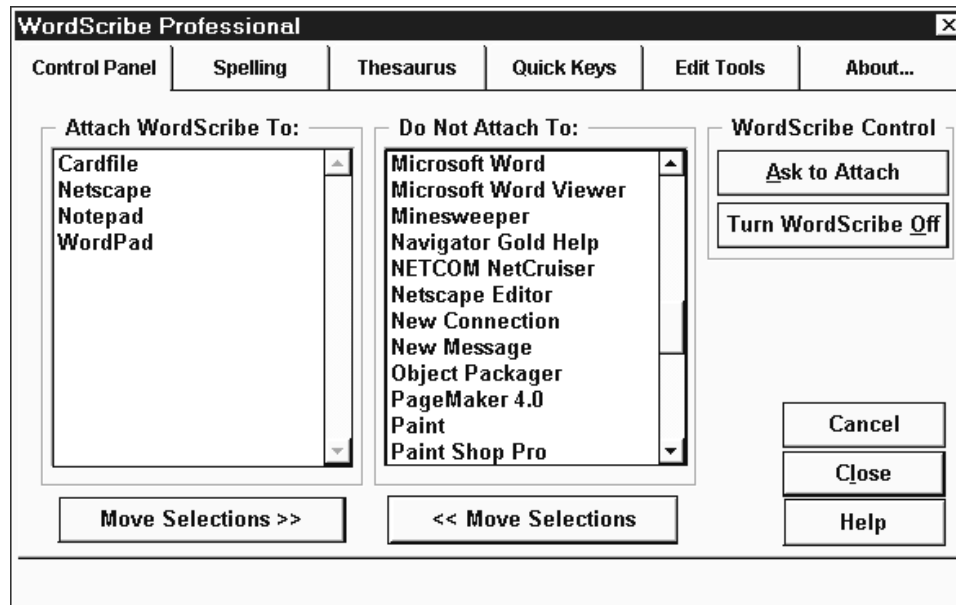 WordScribe Professional
Control Panel
Spelling
Thesaurus
Quick Keys
Edit Tools
About...
Attach WordScribe To:
Cardfile
Netscape
Notepad
WordPad
Do Not Attach To:
Microsoft Word
Microsoft Word Viewer
Minesweeper
Navigator Gold Help
NETCOM NetCruiser
Netscape Editor
New Connection
New Message
Object Packager
PageMaker 4.0
Paint
Paint Shop Pro
WordScribe Control
Ask to Attach
Turn WordScribe Off
Move Selections >>
<< Move Selections
Cancel
Close
Help